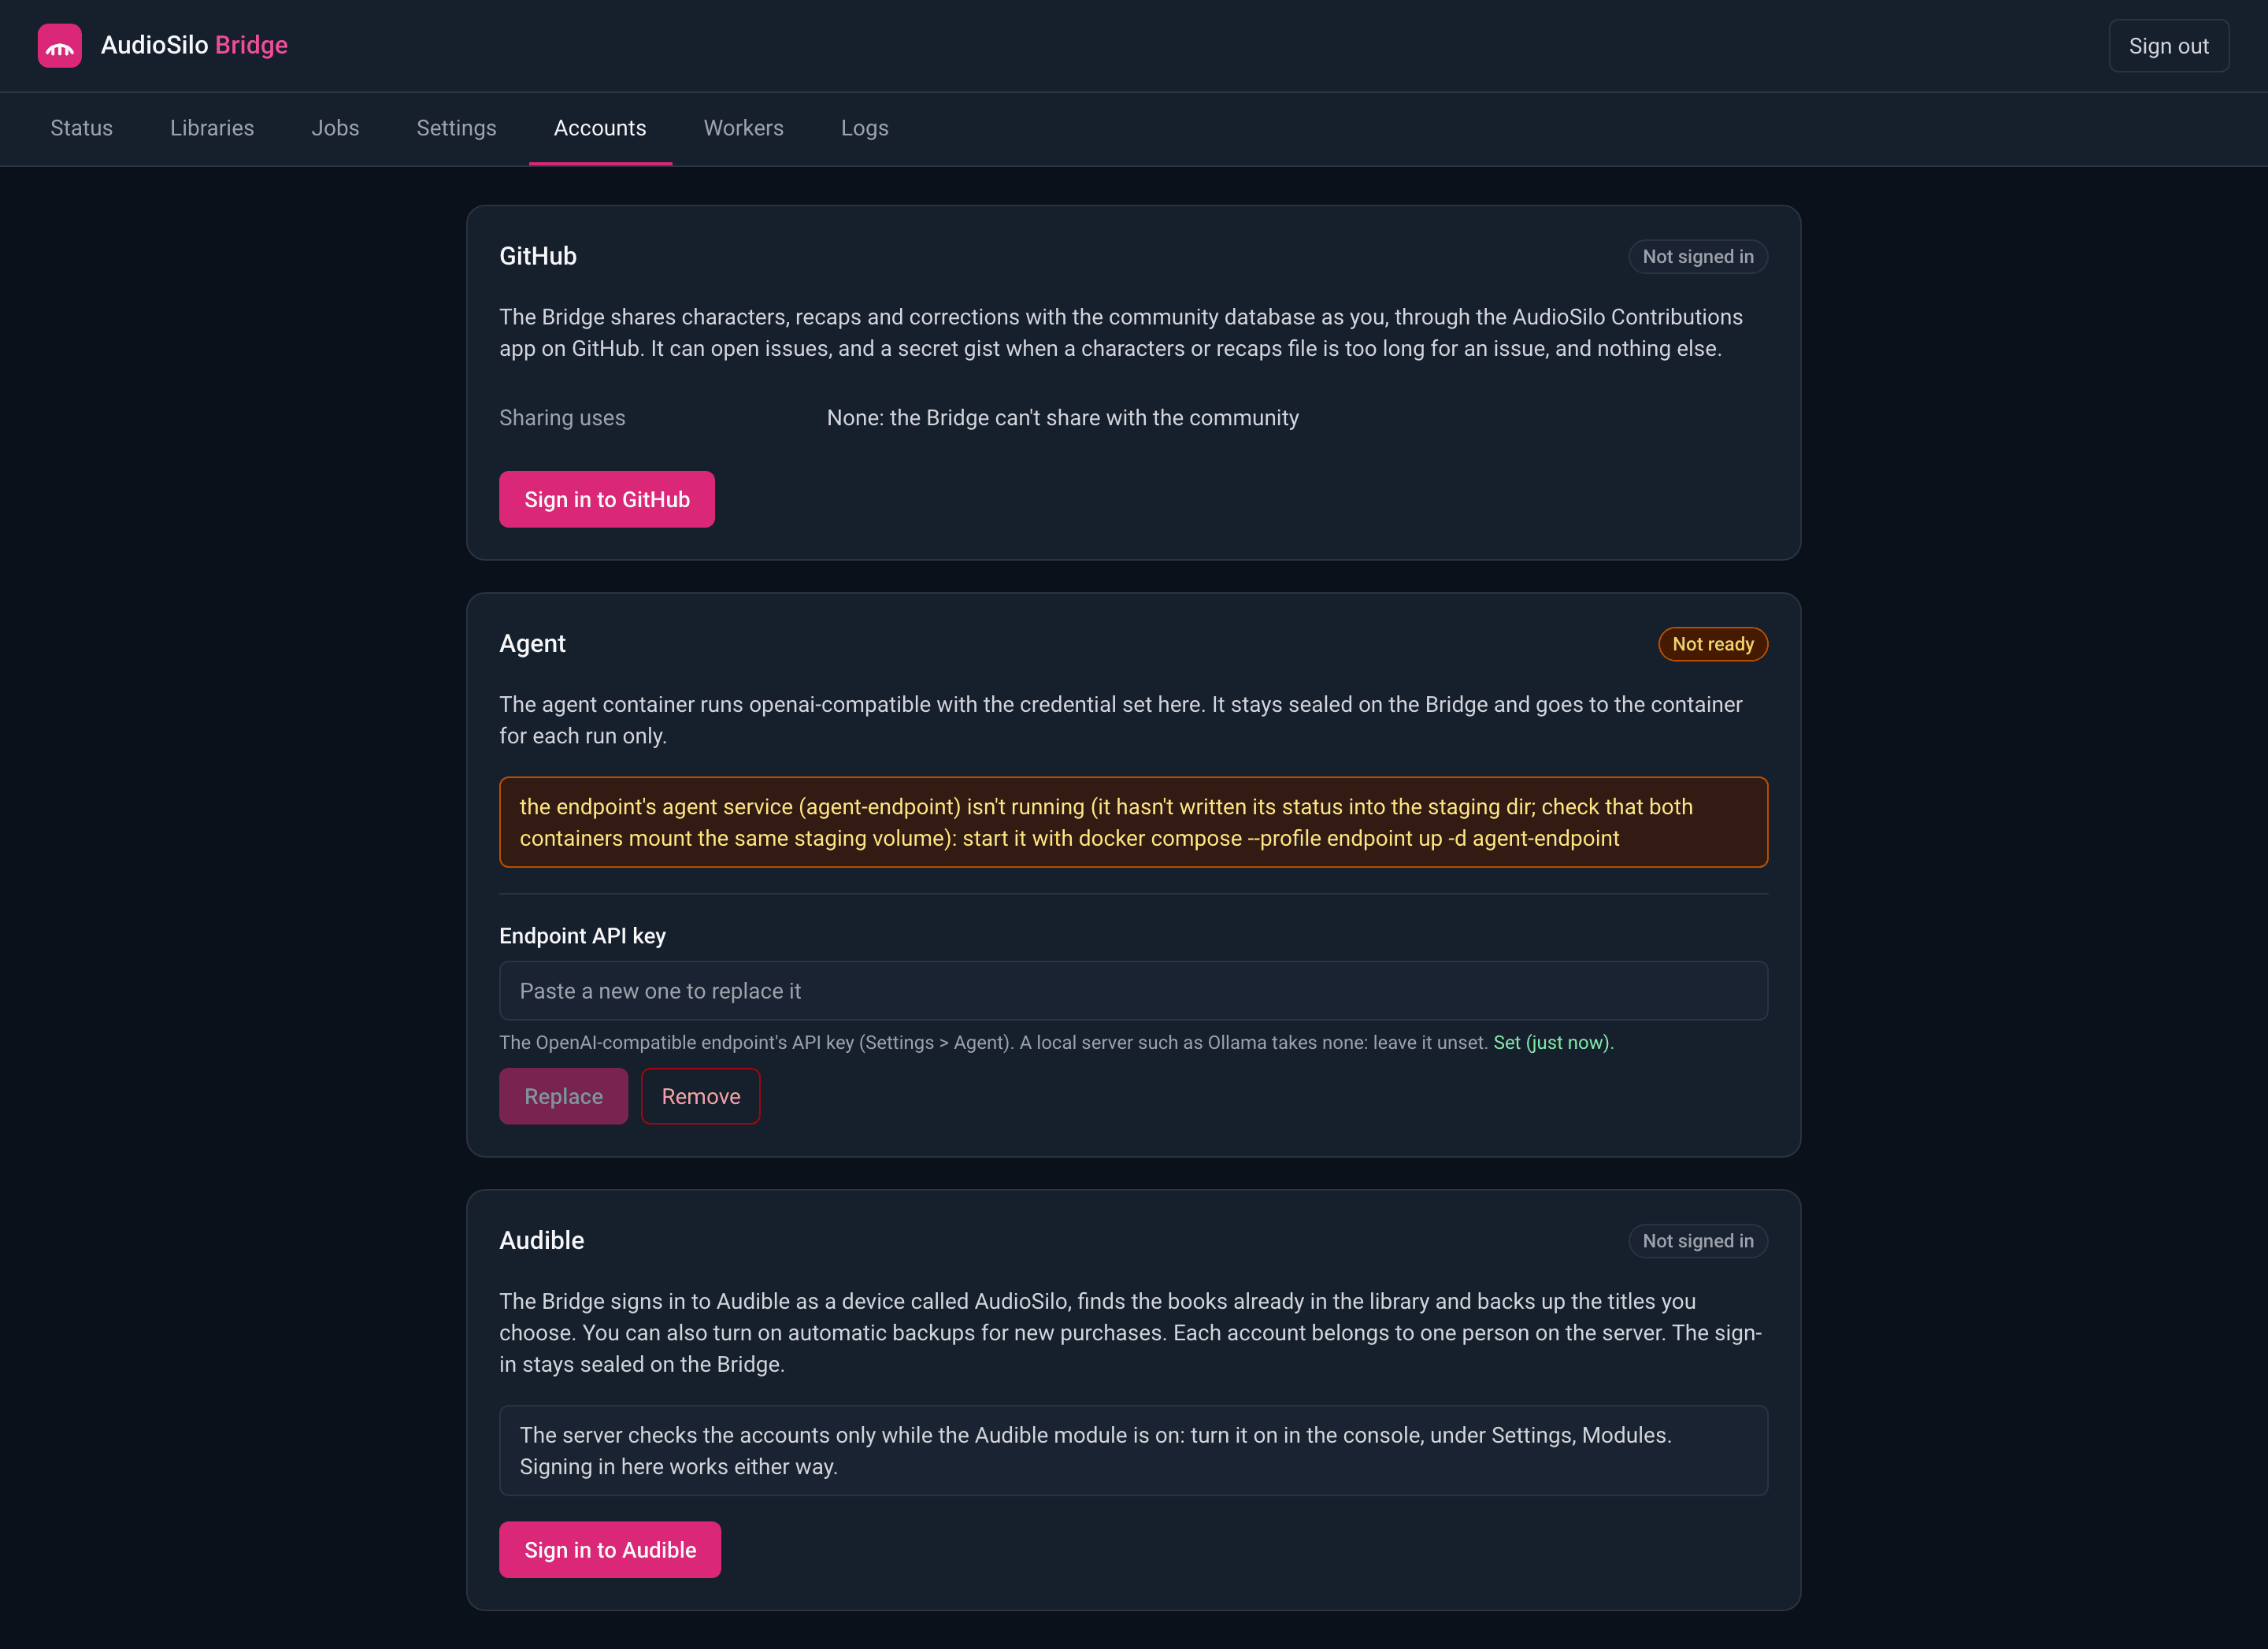 AudioSilo Bridge
Sign out
Status
Libraries
Jobs
Settings
Accounts
Workers
Logs
GitHub
Not signed in
The Bridge shares characters, recaps and corrections with the community database as you, through the AudioSilo Contributions
app on GitHub. It can open issues, and a secret gist when a characters or recaps file is too long for an issue, and nothing else.
Sharing uses
None: the Bridge can't share with the community
Sign in to GitHub
Agent
Not ready
The agent container runs openai-compatible with the credential set here. It stays sealed on the Bridge and goes to the container
for each run only.
the endpoint's agent service (agent-endpoint) isn't running (it hasn't written its status into the staging dir; check that both
containers mount the same staging volume): start it with docker compose --profile endpoint up -d agent-endpoint
Endpoint API key
Paste a new one to replace it
The OpenAI-compatible endpoint's API key (Settings > Agent). A local server such as Ollama takes none: leave it unset. Set (just now).
Replace
Remove
Audible
Not signed in
The Bridge signs in to Audible as a device called AudioSilo, finds the books already in the library and backs up the titles you
choose. You can also turn on automatic backups for new purchases. Each account belongs to one person on the server. The sign-
in stays sealed on the Bridge.
The server checks the accounts only while the Audible module is on: turn it on in the console, under Settings, Modules.
Signing in here works either way.
Sign in to Audible